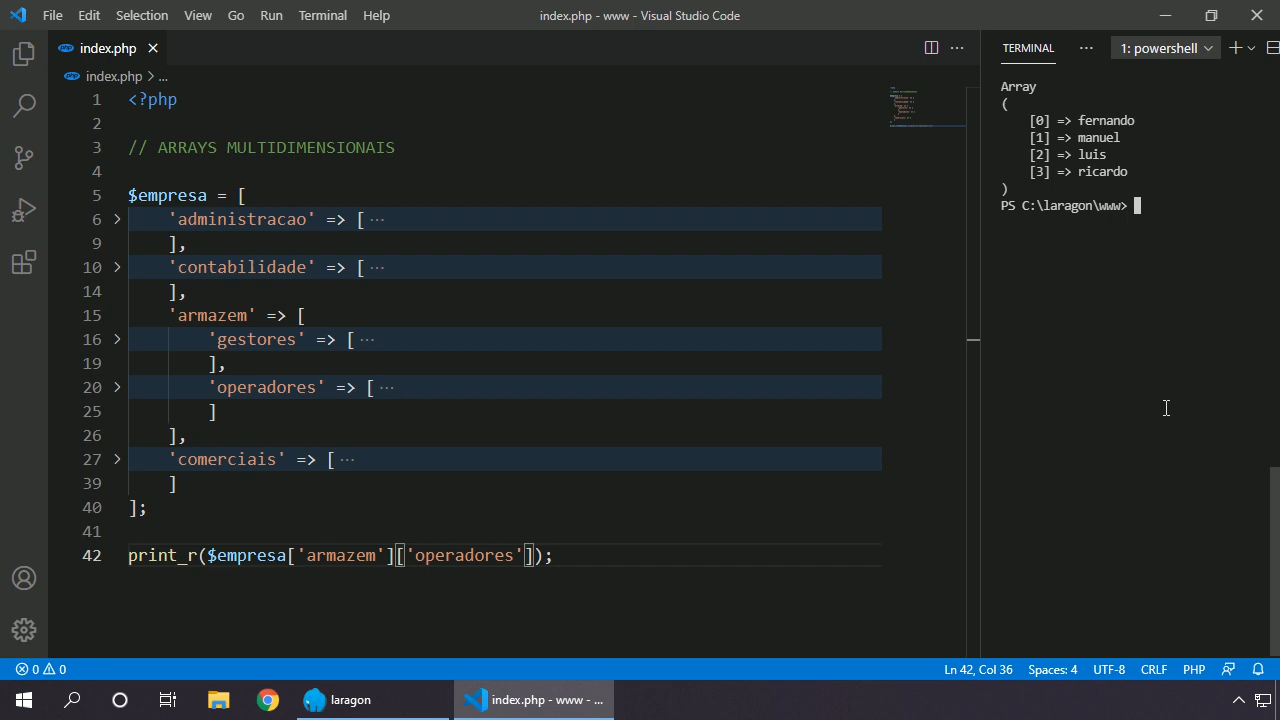 File Edit Selection View Go Run Terminal Help
index.php - www - Visual Studio Code
index.php
index.php > ...
1 <?php
2
3 // ARRAYS MULTIDIMENSIONAIS
4
5 $empresa = [
6 'administracao' => [ ...
9 ],
10 'contabilidade' => [ ...
14 ],
15 'armazem' => [
16 'gestores' => [ ...
19 ],
20 'operadores' => [ ...
25 ]
26 ],
27 'comerciais' => [ ...
39 ]
40 ];
41
42 print_r($empresa['armazem']['operadores']);
TERMINAL ... 1: powershell
Array
(
[0] => fernando
[1] => manuel
[2] => luis
[3] => ricardo
)
PS C:\laragon\www>
0 0
Ln 42, Col 36 Spaces: 4 UTF-8 CRLF PHP
laragon
index.php - www - ...